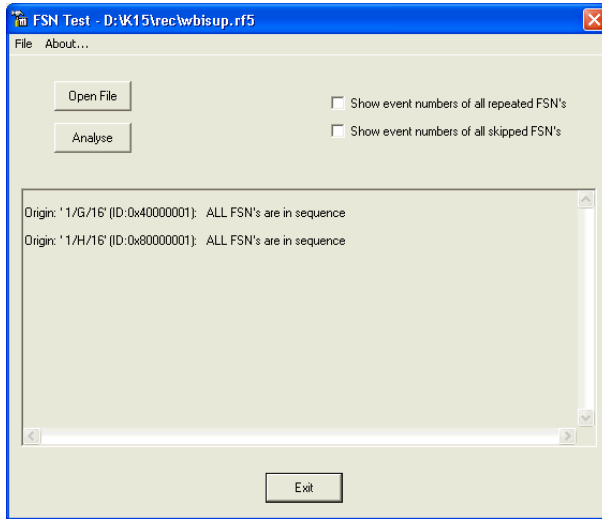 FSN Test - D:\K15\rec\wbisup.rf5
File About...
Open File
Show event numbers of all repeated FSN's
Analyse
Show event numbers of all skipped FSN's
Origin: ' 1/G/16' (ID:0x40000001): ALL FSN's are in sequence
Origin: ' 1/H/16' (ID:0x80000001): ALL FSN's are in sequence
Exit